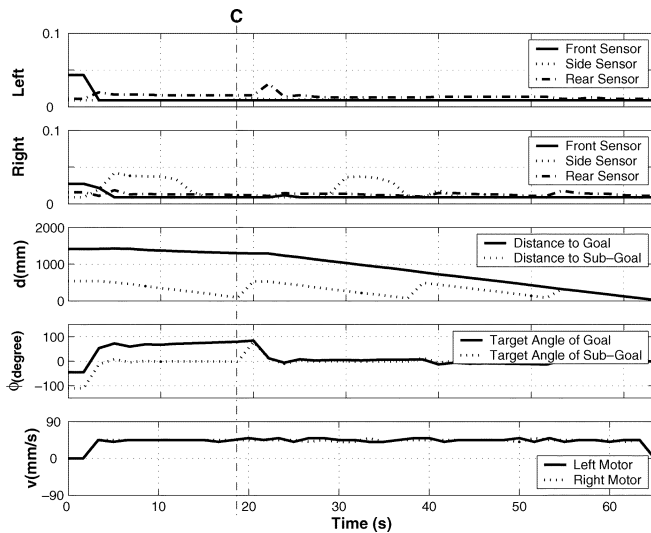 C
0.1
Left
0
Front Sensor
Side Sensor
Rear Sensor
0.1
Right
0
Front Sensor
Side Sensor
Rear Sensor
2000
d(mm)
1000
0
Distance to Goal
Distance to Sub-Goal
100
ϕ(degree)
0
-100
Target Angle of Goal
Target Angle of Sub-Goal
90
v(mm/s)
0
-90
Left Motor
Right Motor
0 10 20 30 40 50 60
Time (s)